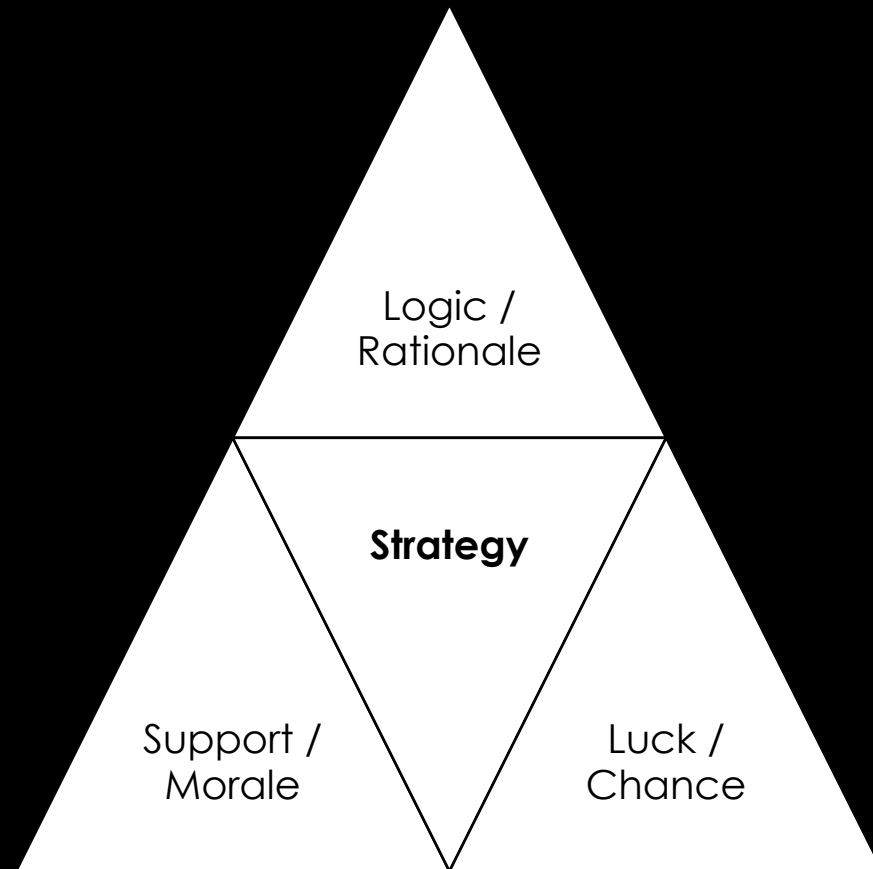 Logic /
Rationale
Strategy
Support /
Morale
Luck /
Chance